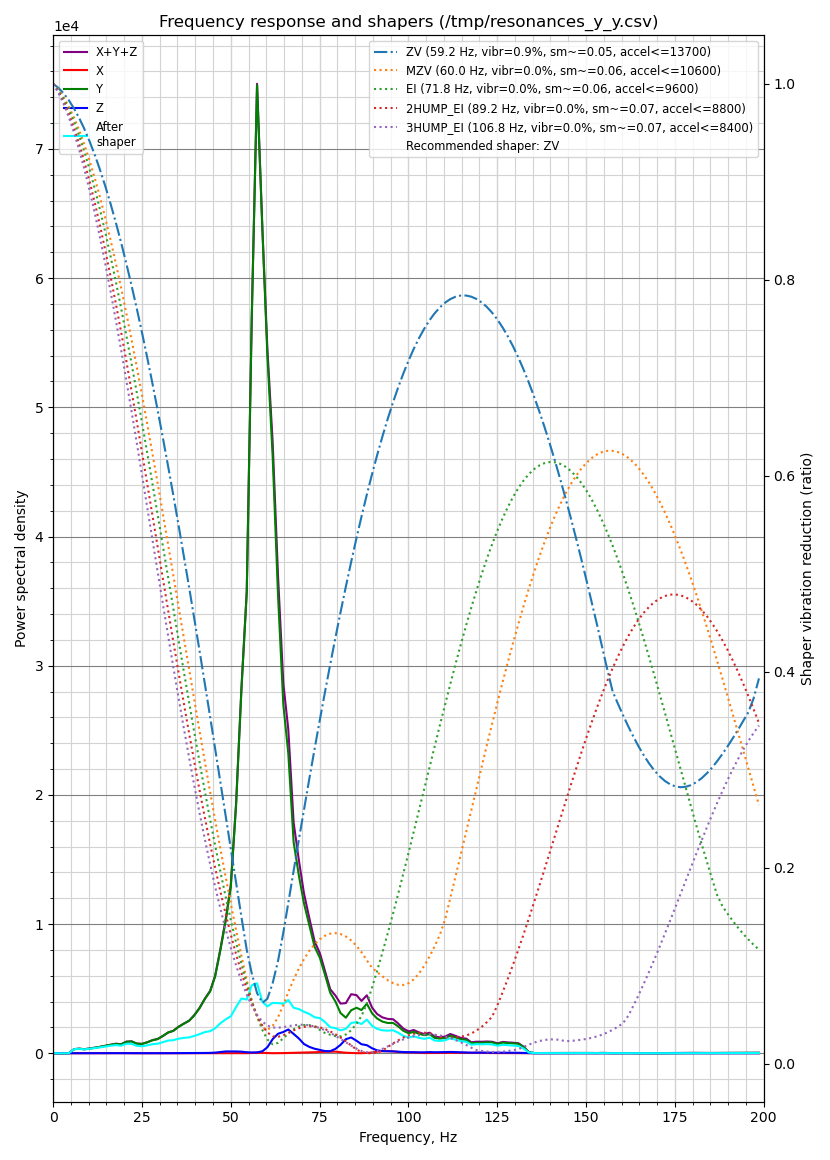 Frequency response and shapers (/tmp/resonances_y_y.csv)
1e4
X+Y+Z
X
Y
Z
After
shaper
ZV (59.2 Hz, vibr=0.9%, sm~=0.05, accel<=13700)
MZV (60.0 Hz, vibr=0.0%, sm~=0.06, accel<=10600)
EI (71.8 Hz, vibr=0.0%, sm~=0.06, accel<=9600)
2HUMP_EI (89.2 Hz, vibr=0.0%, sm~=0.07, accel<=8800)
3HUMP_EI (106.8 Hz, vibr=0.0%, sm~=0.07, accel<=8400)
Recommended shaper: ZV
Power spectral density
7
6
5
4
3
2
1
0
1.0
0.8
0.6
0.4
0.2
0.0
Shaper vibration reduction (ratio)
0 25 50 75 100 125 150 175 200
Frequency, Hz